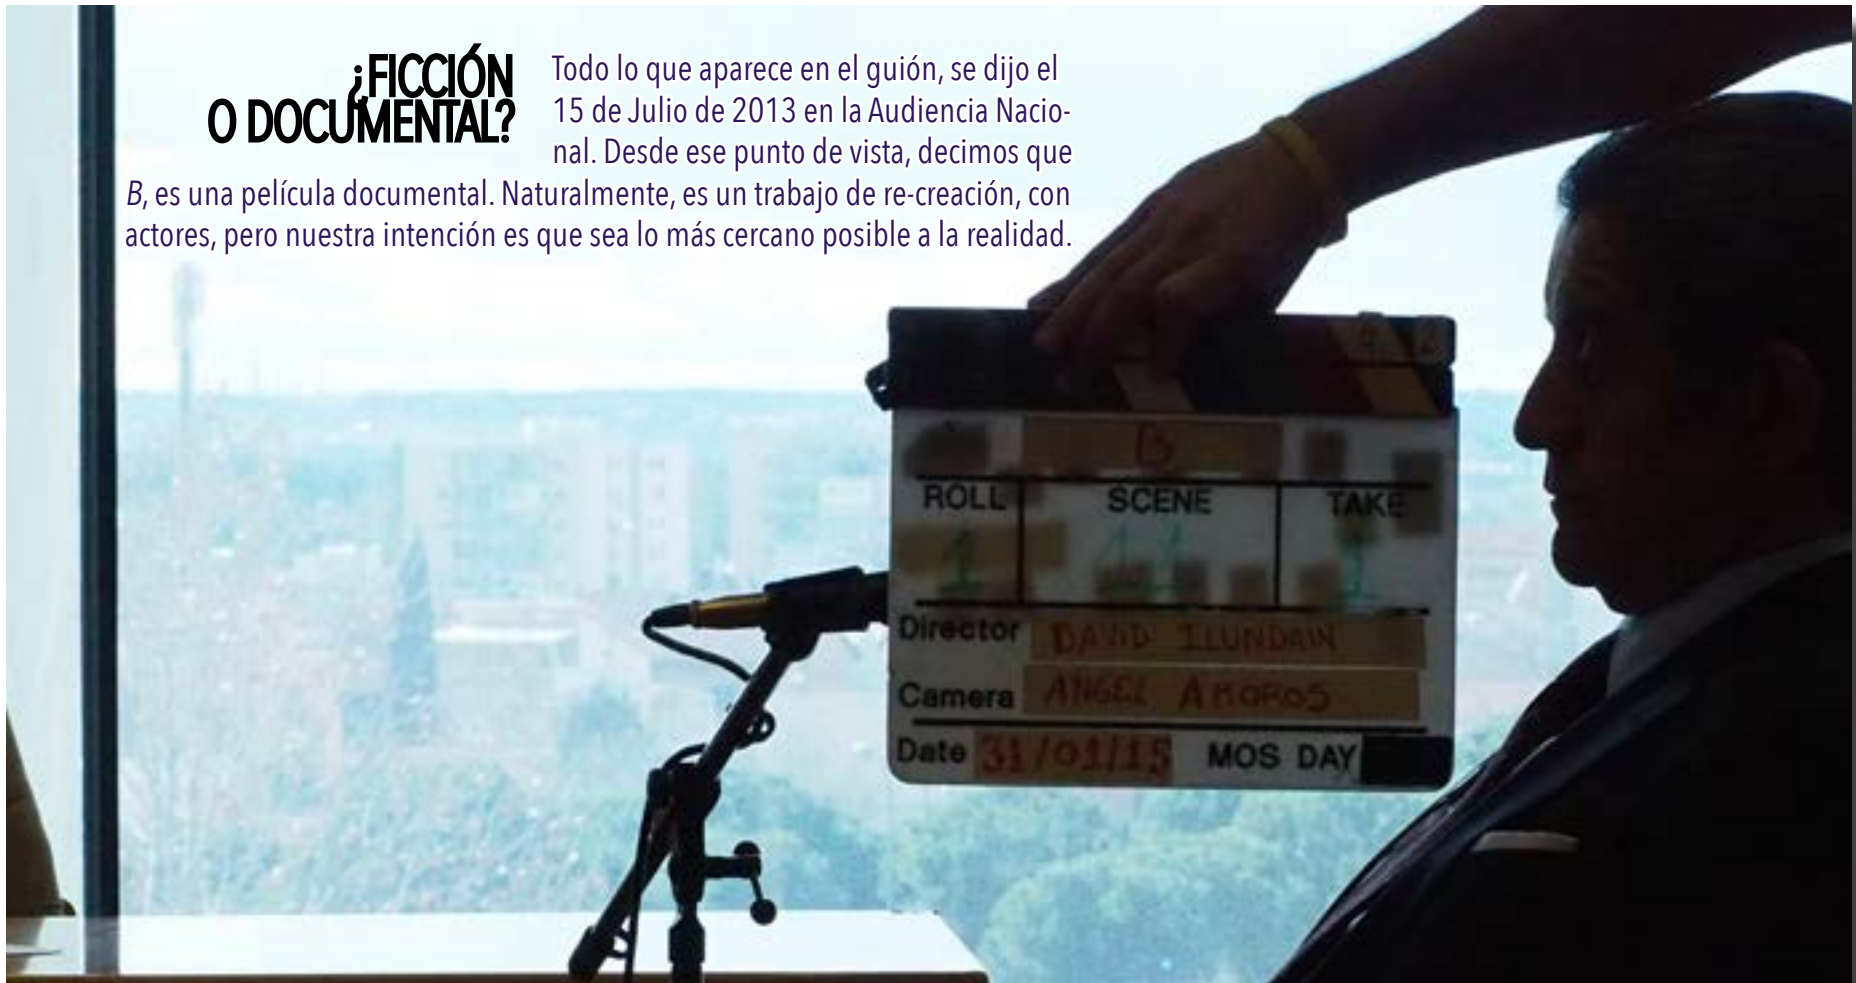 ¿FICCIÓN
O DOCUMENTAL?
Todo lo que aparece en el guión, se dijo el
15 de Julio de 2013 en la Audiencia Nacio-
nal. Desde ese punto de vista, decimos que
B, es una película documental. Naturalmente, es un trabajo de re-creación, con
actores, pero nuestra intención es que sea lo más cercano posible a la realidad.
B
ROLL SCENE TAKE
1 11 1
Director DAVID ILUNDAIN
Camera ANGEL AMOROS
Date 31/01/15 MOS DAY